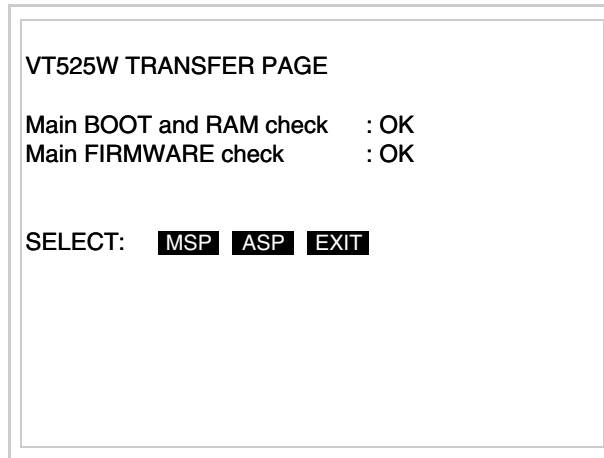 VT525W TRANSFER PAGE
Main BOOT and RAM check : OK
Main FIRMWARE check : OK
SELECT: MSP ASP EXIT